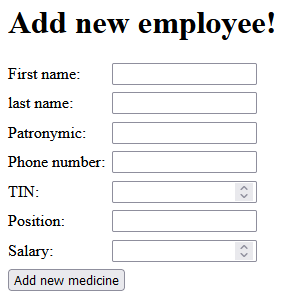 Add new employee!
First name:
last name:
Patronymic:
Phone number:
TIN:
Position:
Salary:
Add new medicine